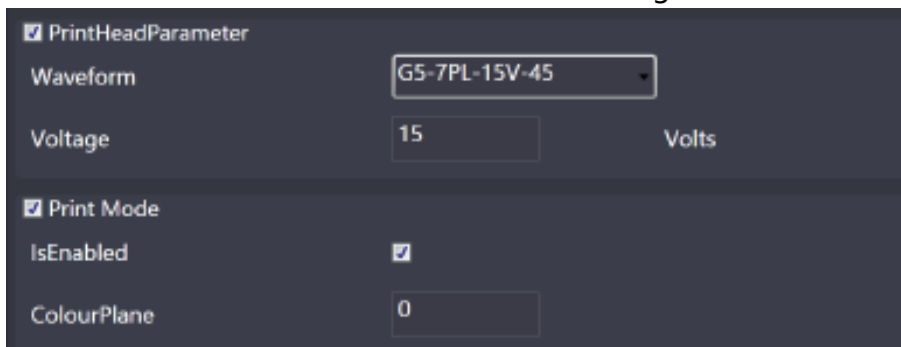 PrintHeadParameter
Waveform G5-7PL-15V-45
Voltage 15 Volts
Print Mode
IsEnabled
ColourPlane 0